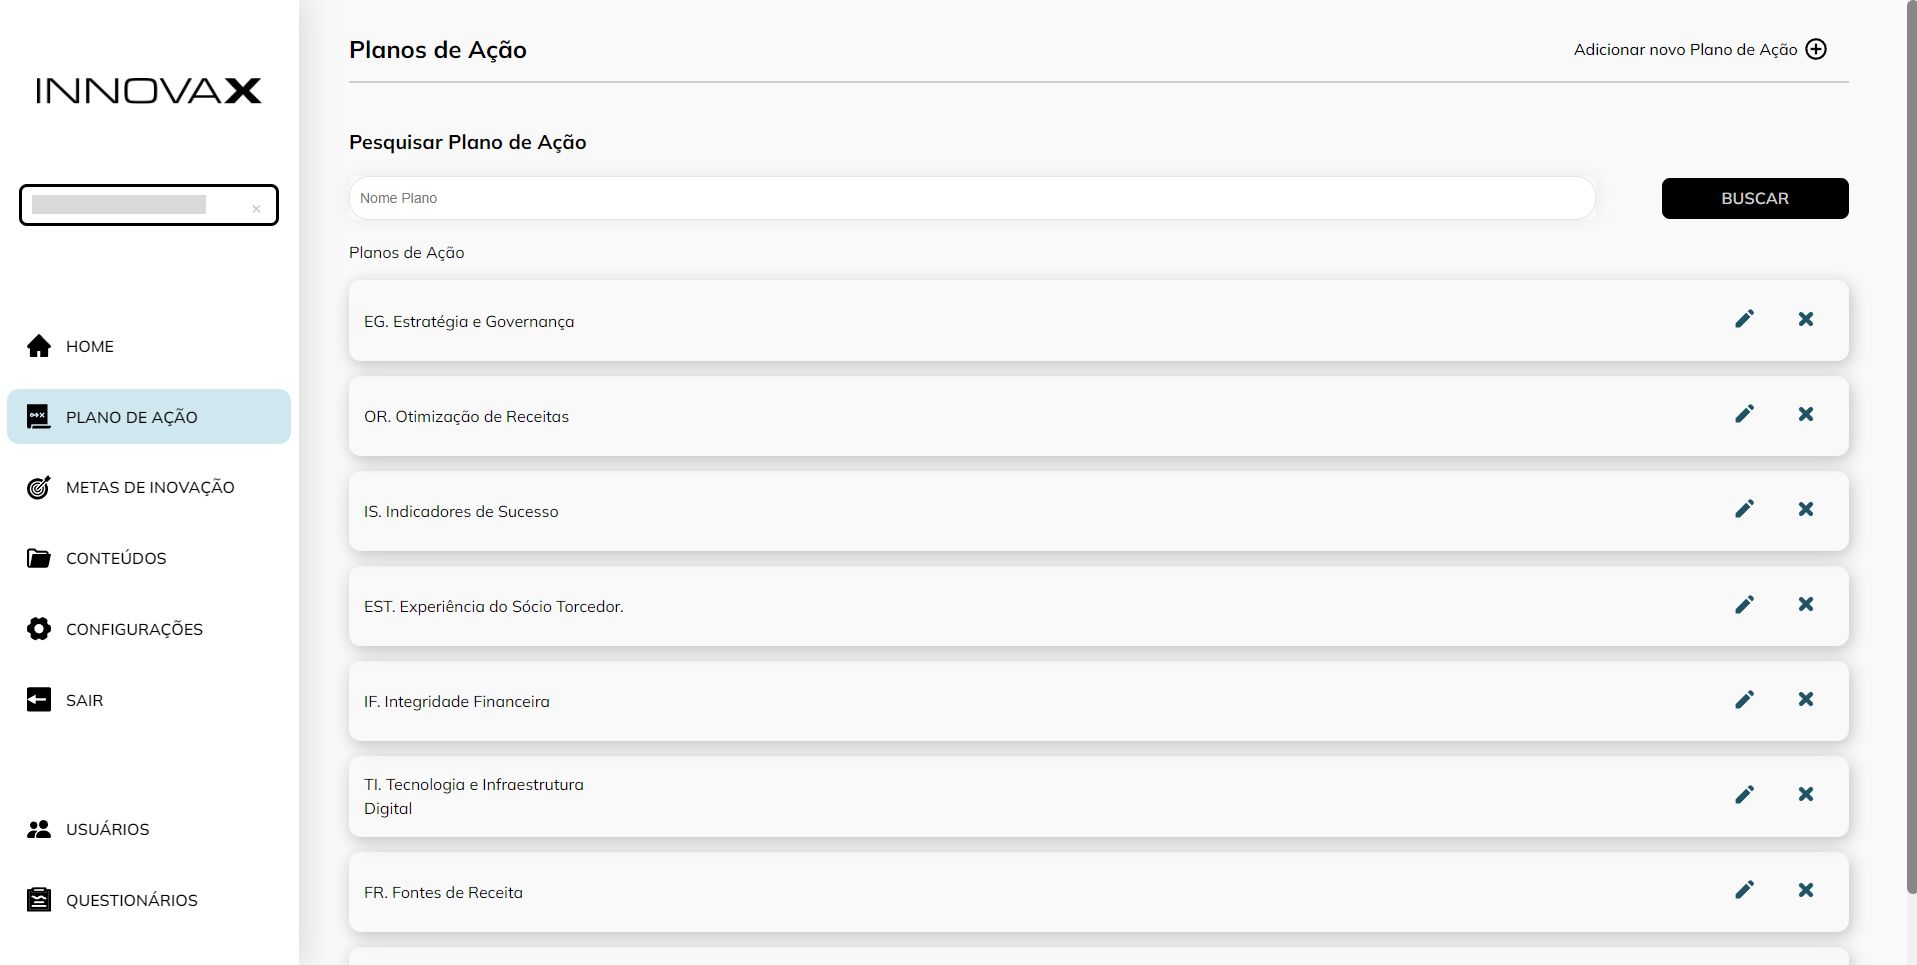 INNOVAX
HOME
PLANO DE AÇÃO
METAS DE INOVAÇÃO
CONTEÚDOS
CONFIGURAÇÕES
SAIR
USUÁRIOS
QUESTIONÁRIOS
Planos de Ação
Adicionar novo Plano de Ação
Pesquisar Plano de Ação
Nome Plano
BUSCAR
Planos de Ação
EG. Estratégia e Governança
OR. Otimização de Receitas
IS. Indicadores de Sucesso
EST. Experiência do Sócio Torcedor.
IF. Integridade Financeira
TI. Tecnologia e Infraestrutura
Digital
FR. Fontes de Receita